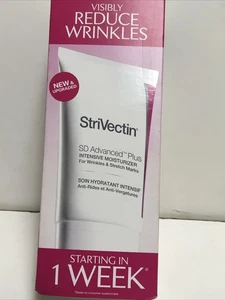 VISIBLY
REDUCE
WRINKLES
NEW &
UPGRADED
StriVectin®
SD Advanced™ Plus
INTENSIVE MOISTURIZER
For Wrinkles & Stretch Marks
SOIN HYDRATANT INTENSIF
Anti-Rides et Anti-Vergetures
STARTING IN
1 WEEK*